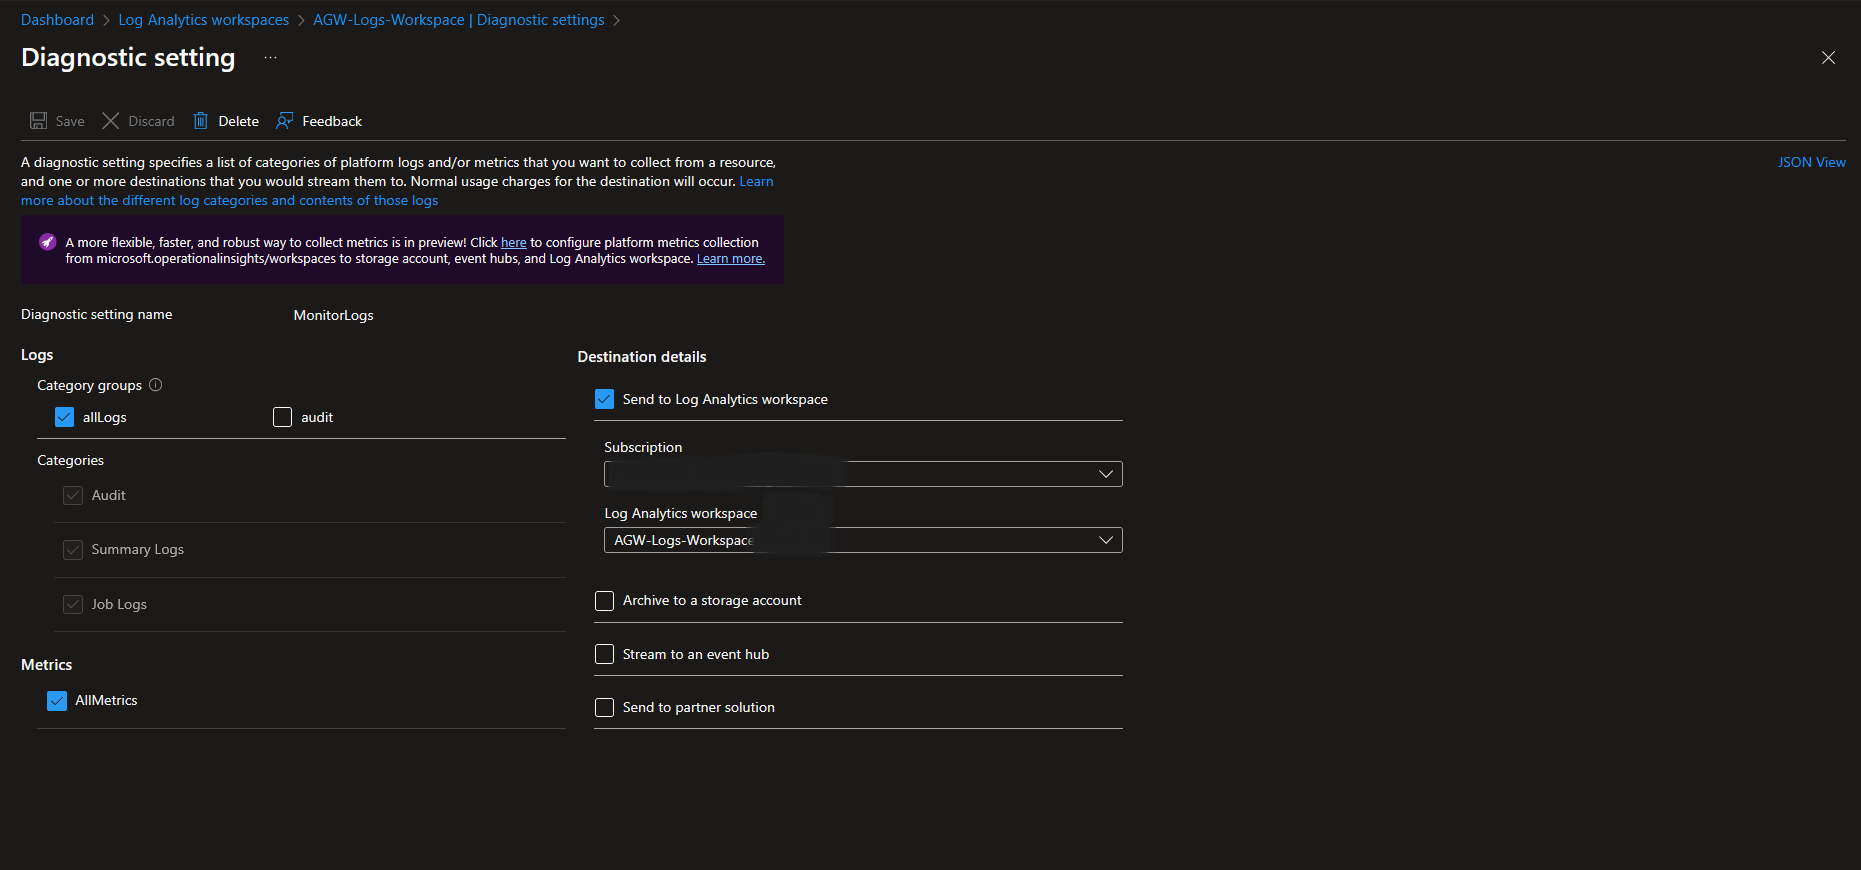 Dashboard > Log Analytics workspaces > AGW-Logs-Workspace | Diagnostic settings >
Diagnostic setting ...
Save Discard Delete Feedback
A diagnostic setting specifies a list of categories of platform logs and/or metrics that you want to collect from a resource,
and one or more destinations that you would stream them to. Normal usage charges for the destination will occur. Learn
more about the different log categories and contents of those logs
JSON View
A more flexible, faster, and robust way to collect metrics is in preview! Click here to configure platform metrics collection
from microsoft.operationalinsights/workspaces to storage account, event hubs, and Log Analytics workspace. Learn more.
Diagnostic setting name MonitorLogs
Logs
Category groups
allLogs audit
Categories
Audit
Summary Logs
Job Logs
Metrics
AllMetrics
Destination details
Send to Log Analytics workspace
Subscription
Log Analytics workspace
AGW-Logs-Workspace
Archive to a storage account
Stream to an event hub
Send to partner solution